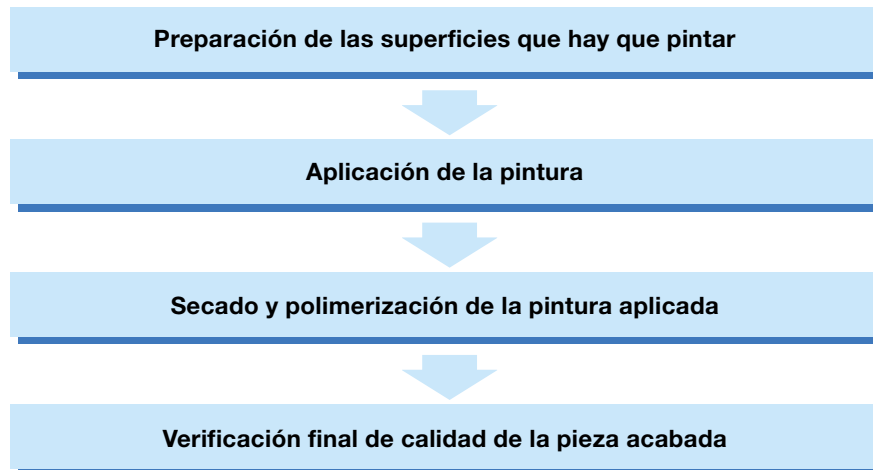 Preparación de las superficies que hay que pintar
Aplicación de la pintura
Secado y polimerización de la pintura aplicada
Verificación final de calidad de la pieza acabada